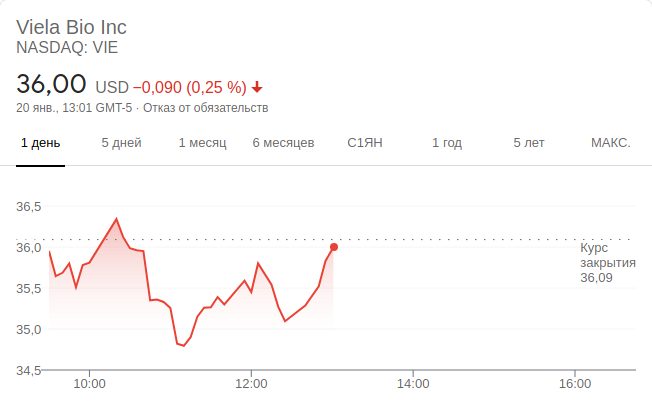 Viela Bio Inc
NASDAQ: VIE
36,00 USD −0,090 (0,25 %)
20 янв., 13:01 GMT-5 · Отказ от обязательств
1 день 5 дней 1 месяц 6 месяцев С1ЯН 1 год 5 лет МАКС.
36,5
36,0
35,5
35,0
34,5
Курс
закрытия
36,09
10:00 12:00 14:00 16:00